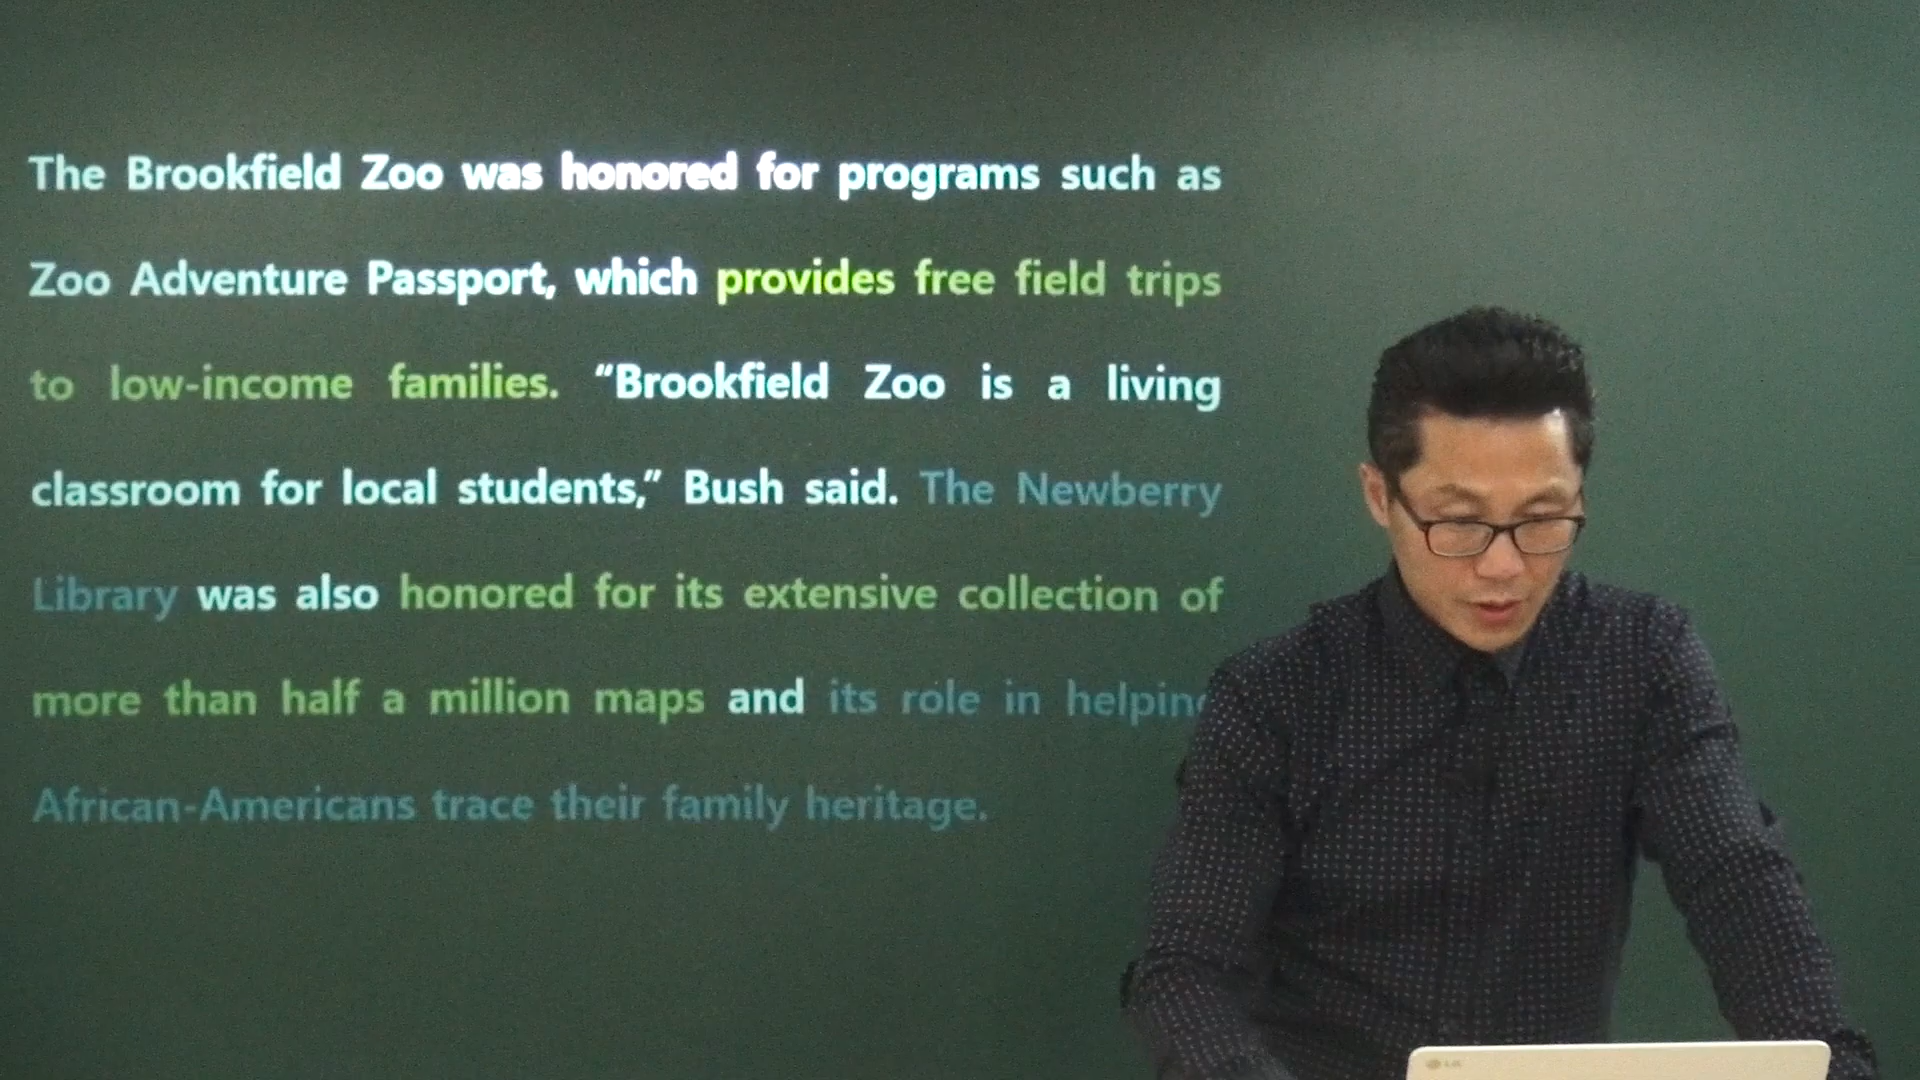 The Brookfield Zoo was honored for programs such as
Zoo Adventure Passport, which provides free field trips
to low-income families. “Brookfield Zoo is a living
classroom for local students,” Bush said. The Newberry
Library was also honored for its extensive collection of
more than half a million maps and its role in helping
African-Americans trace their family heritage.
LG